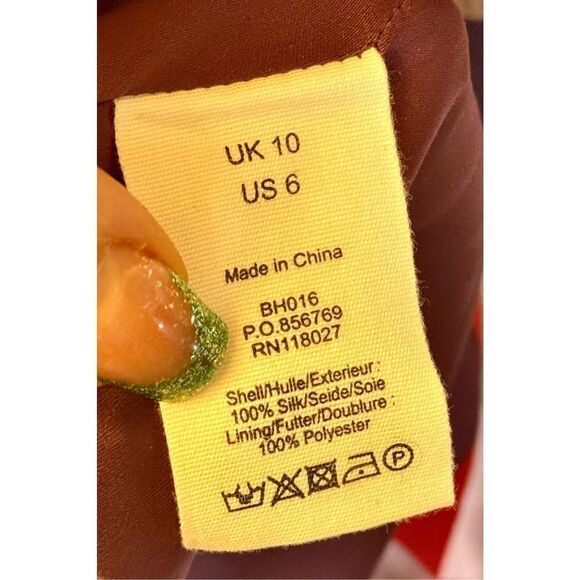 UK 10
US 6
Made in China
BH016
P.O.856769
RN118027
Shell/Hulle/Exterieur :
100% Silk/Seide/Soie
Lining/Futter/Doublure :
100% Polyester
P